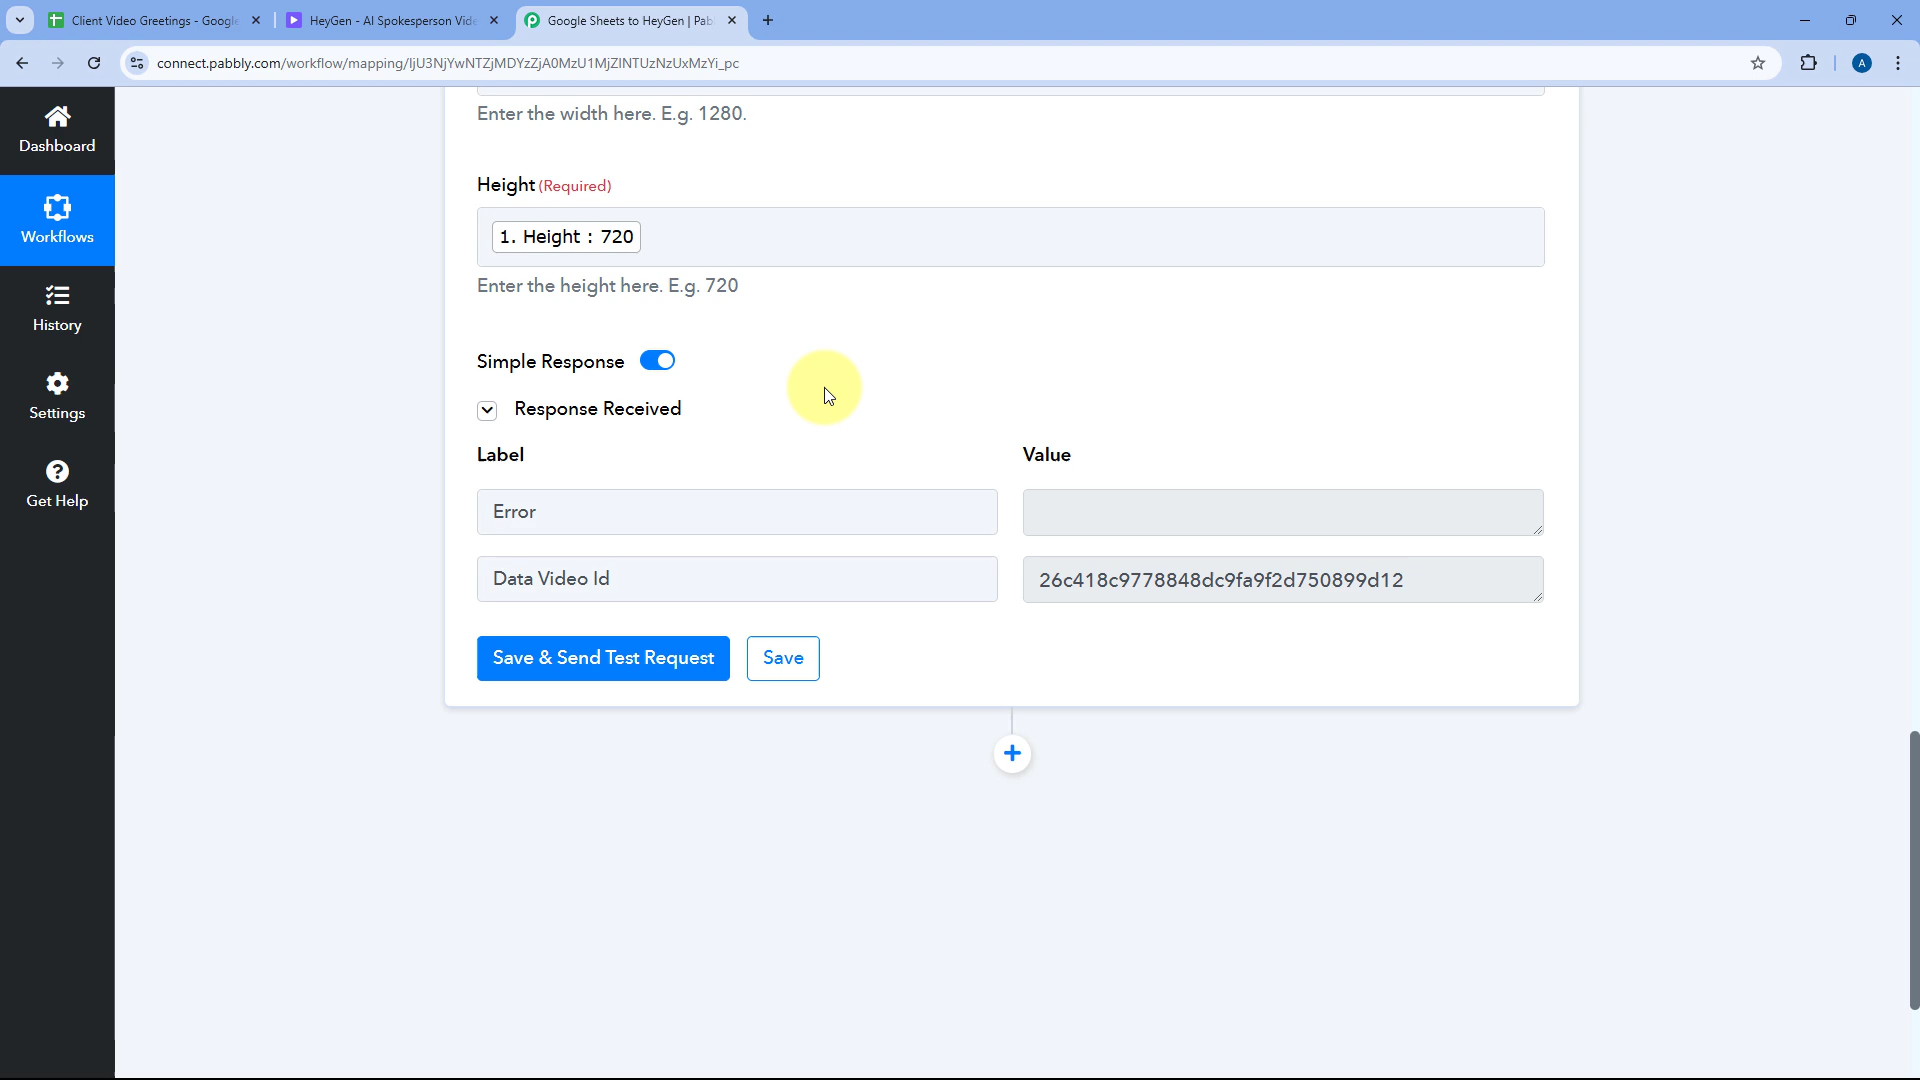 Client Video Greetings - Google
HeyGen - AI Spokesperson Vide
Google Sheets to HeyGen | Pab
connect.pabbly.com/workflow/mapping/IjU3NjYwNTZjMDYzZjA0MzU1MjZlNTUzNzUxMzYi_pc
A
Dashboard
Workflows
History
Settings
Get Help
Enter the width here. E.g. 1280.
Height (Required)
1. Height : 720
Enter the height here. E.g. 720
Simple Response
Response Received
Label Value
Error
Data Video Id 26c418c9778848dc9fa9f2d750899d12
Save & Send Test Request Save